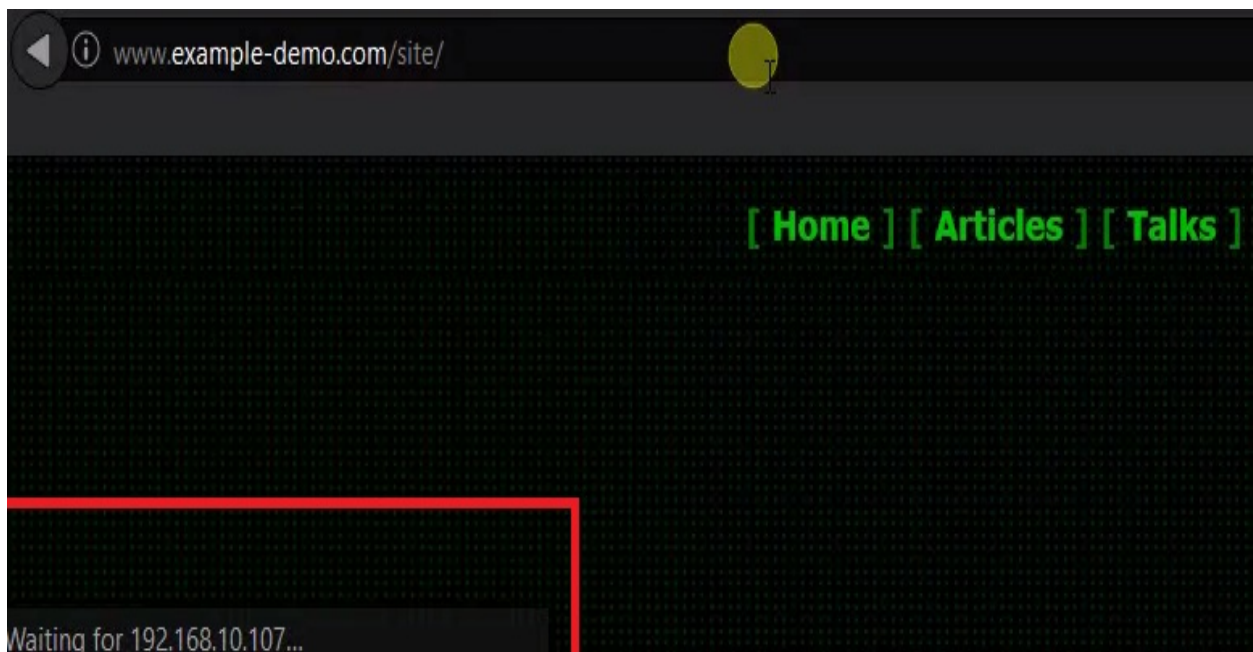 www.example-demo.com/site/
[ Home ] [ Articles ] [ Talks ]
Waiting for 192.168.10.107...